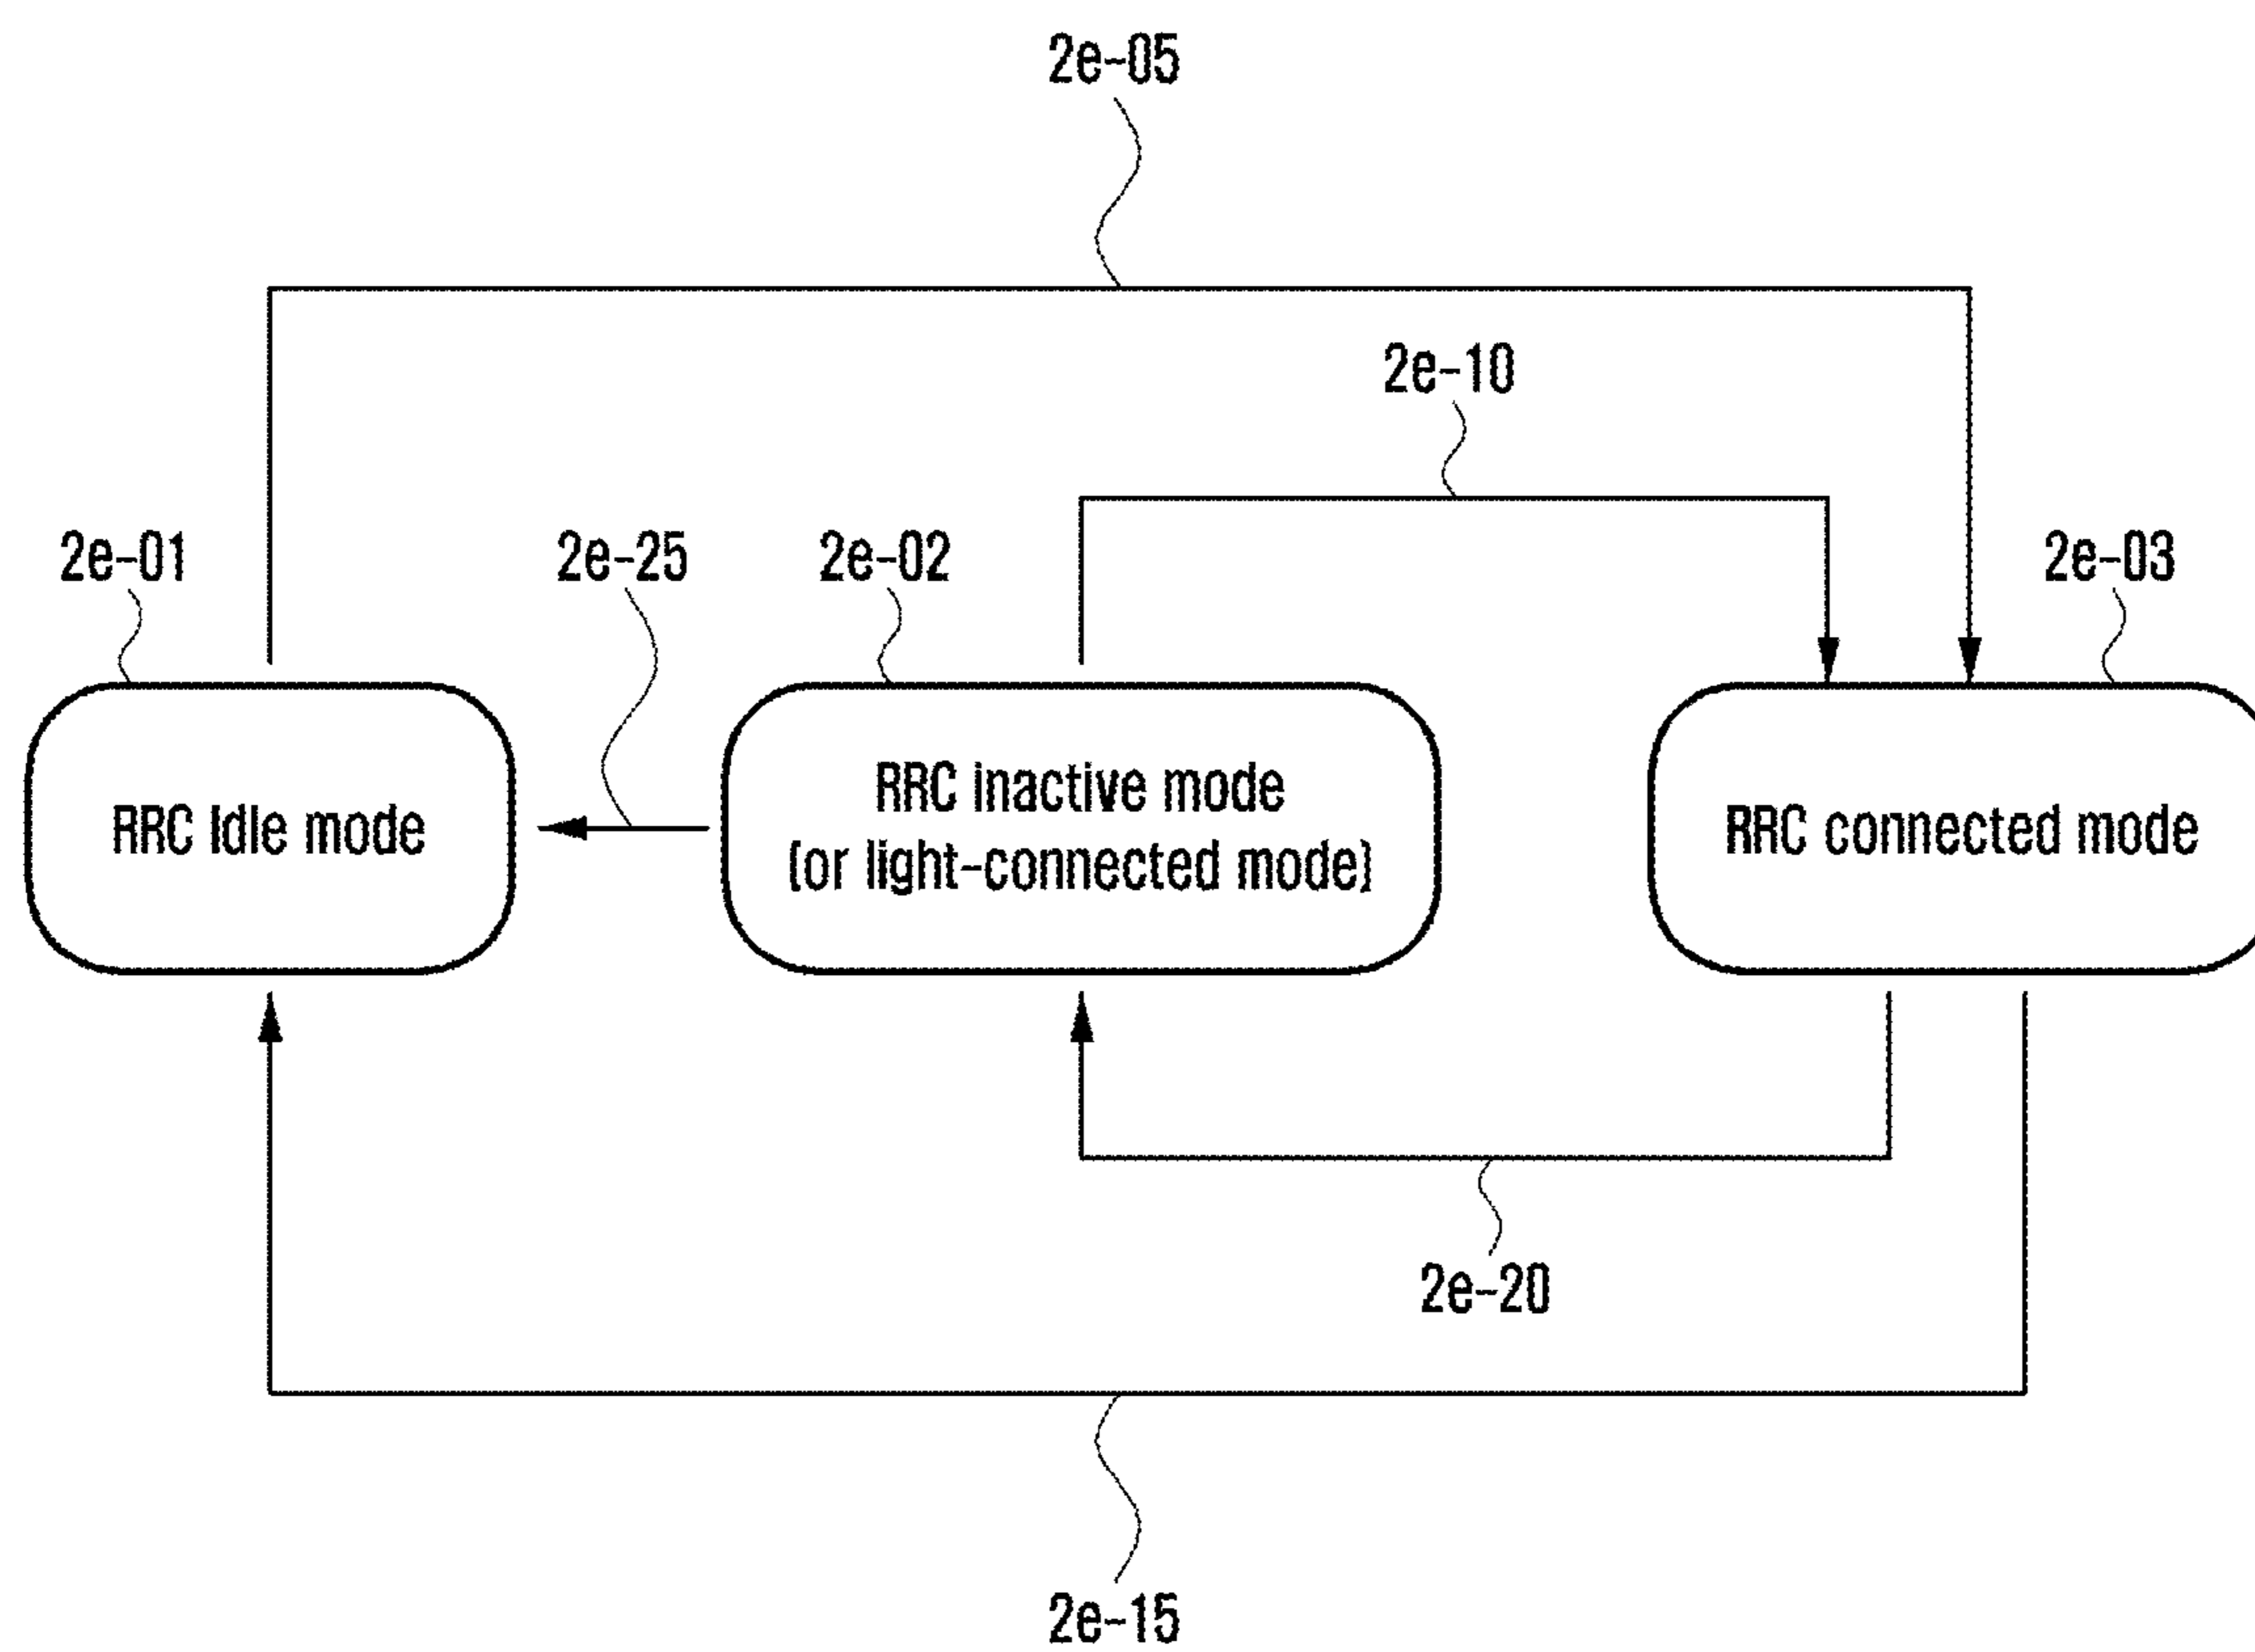 2e-05
2e-10
2e-01
2e-25
2e-02
2e-03
RRC Idle mode
RRC inactive mode
(or light-connected mode)
RRC connected mode
2e-20
2e-15